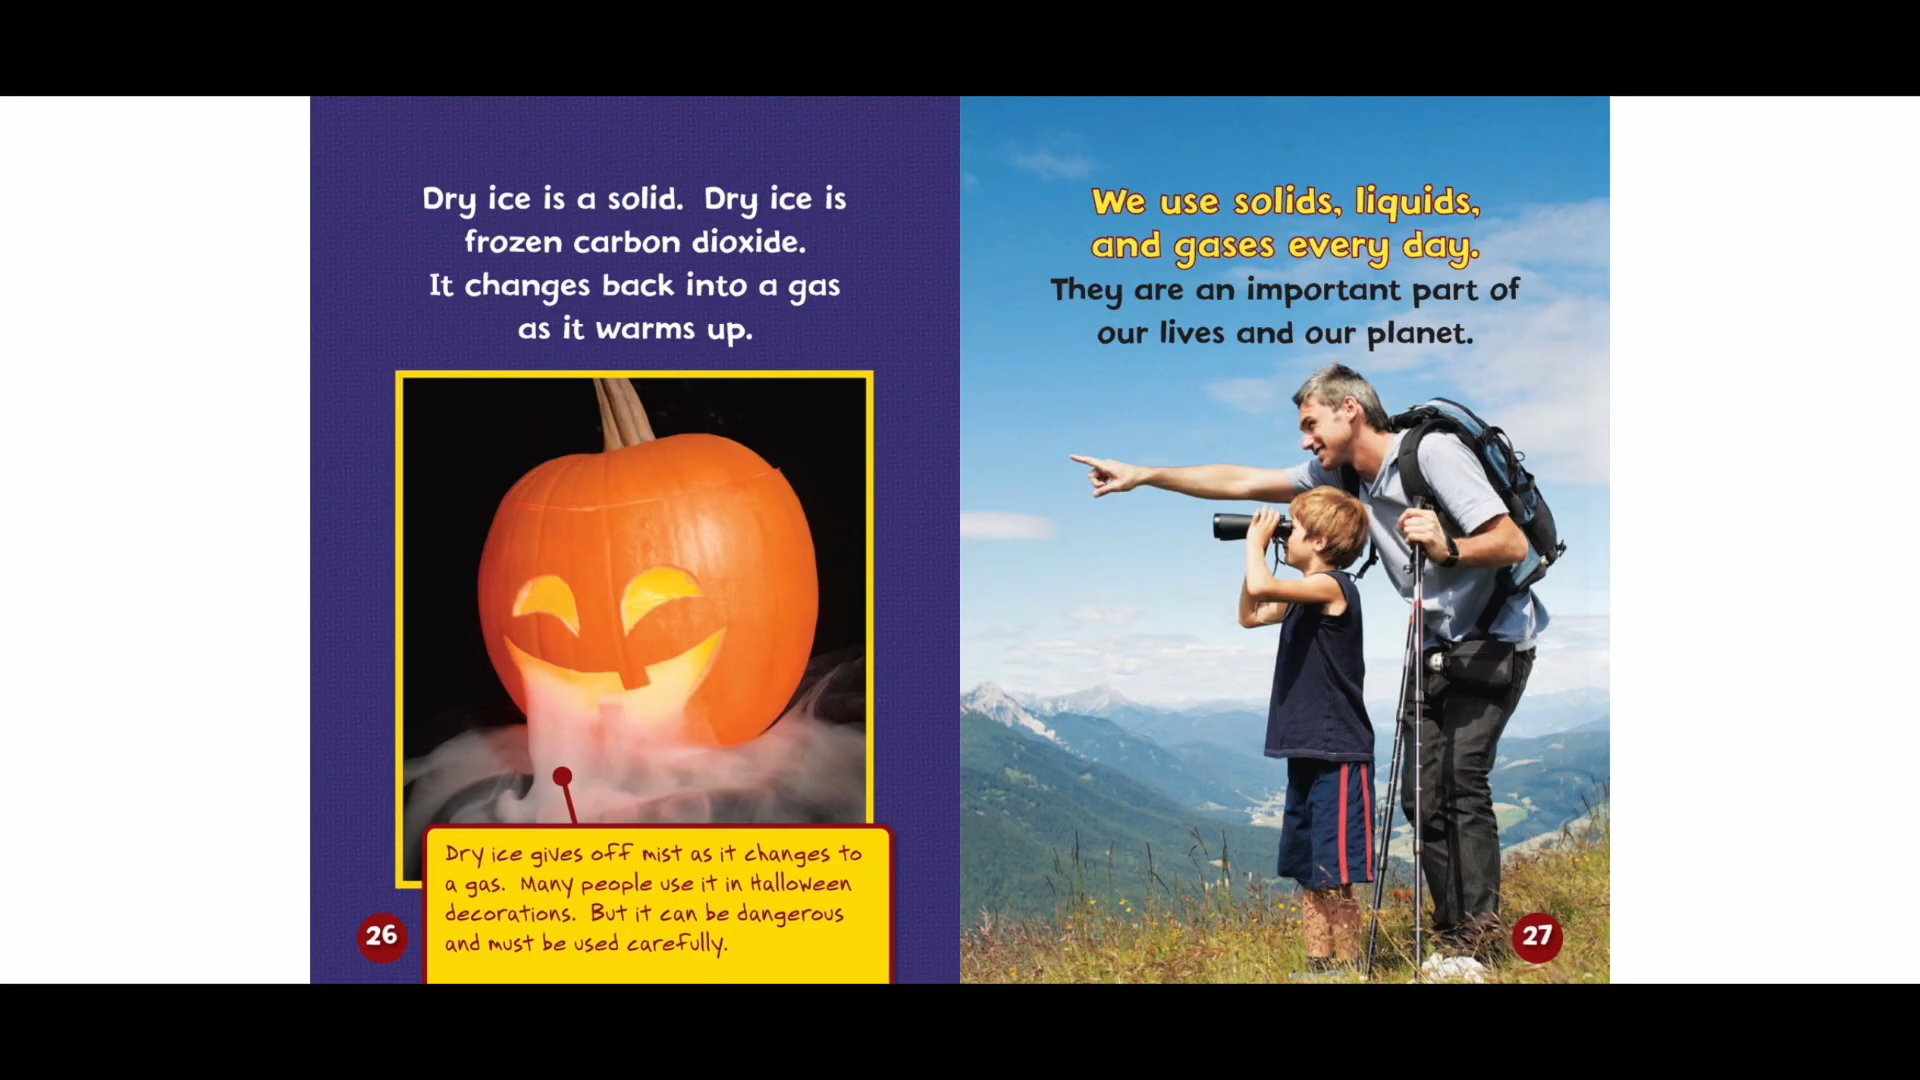 Dry ice is a solid. Dry ice is
frozen carbon dioxide.
It changes back into a gas
as it warms up.
Dry ice gives off mist as it changes to
a gas. Many people use it in Halloween
decorations. But it can be dangerous
and must be used carefully.
26
We use solids, liquids,
and gases every day.
They are an important part of
our lives and our planet.
27